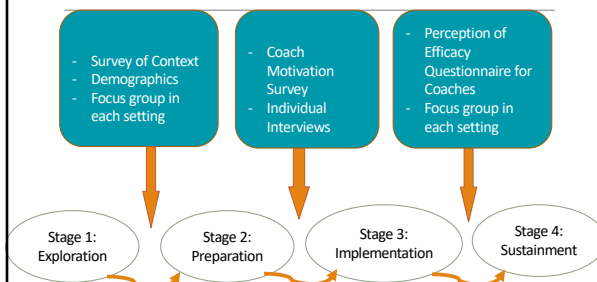 - Survey of Context
- Demographics
- Focus group in
each setting
- Coach
Motivation
Survey
- Individual
Interviews
- Perception of
Efficacy
Questionnaire for
Coaches
- Focus group in
each setting
Stage 1:
Exploration
Stage 2:
Preparation
Stage 3:
Implementation
Stage 4:
Sustainment